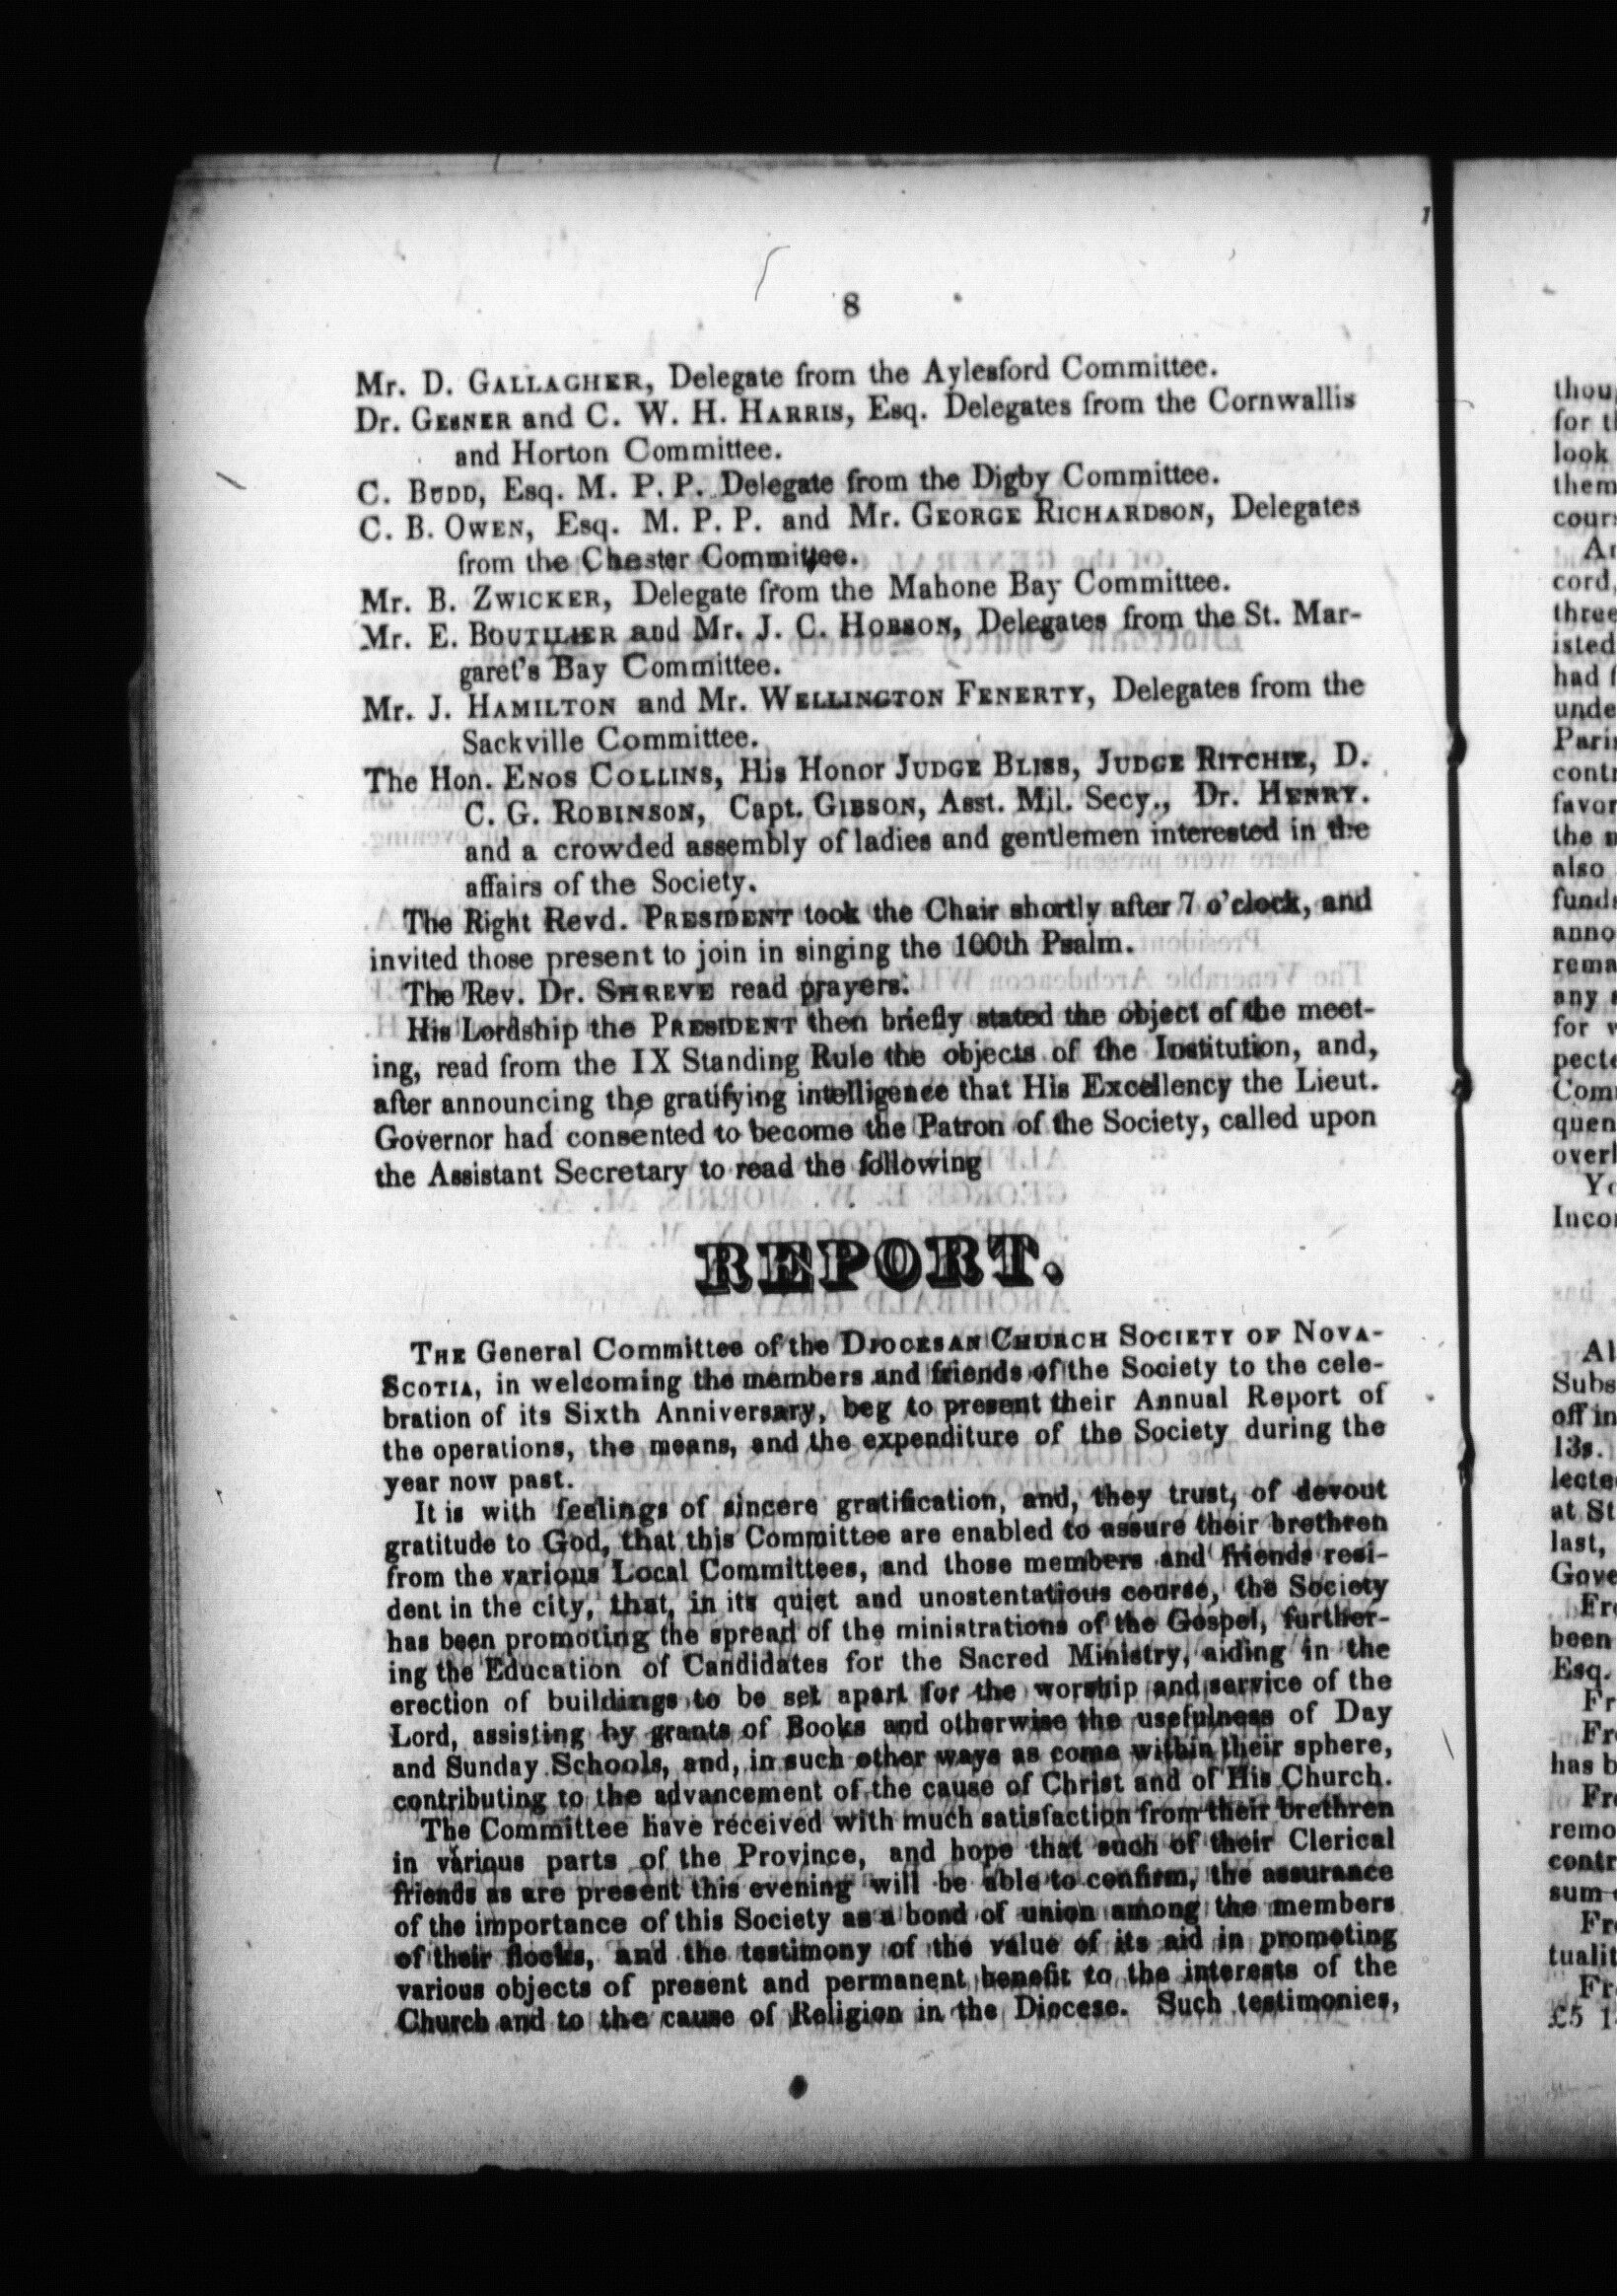 8
Mr. D. GALLAGHER, Delegate from the Aylesford Committee.
Dr. GESNER and C. W. H. HARRIS, Esq. Delegates from the Cornwallis
and Horton Committee.
C. BUDD, Esq. M. P. P. Delegate from the Digby Committee.
C. B. OWEN, Esq. M. P. P. and Mr. GEORGE RICHARDSON, Delegates
from the Chester Committee.
Mr. B. ZWICKER, Delegate from the Mahone Bay Committee.
Mr. E. BOUTILIER and Mr. J. C. HOBSON, Delegates from the St. Mar-
garet's Bay Committee.
Mr. J. HAMILTON and Mr. WELLINGTON FENERTY, Delegates from the
Sackville Committee.
The Hon. ENOS COLLINS, His Honor JUDGE BLISS, JUDGE RITCHIE, D.
C. G. ROBINSON, Capt. GIBSON, Asst. Mil. Secy., Dr. HENRY.
and a crowded assembly of ladies and gentlemen interested in the
affairs of the Society.
The Right Revd. PRESIDENT took the Chair shortly after 7 o'clock, and
invited those present to join in singing the 100th Psalm.
The Rev. Dr. SHREVE read prayers.
His Lordship the PRESIDENT then briefly stated the object of the meet-
ing, read from the IX Standing Rule the objects of the Institution, and,
after announcing the gratifying intelligence that His Excellency the Lieut.
Governor had consented to become the Patron of the Society, called upon
the Assistant Secretary to read the following
REPORT.
THE General Committee of the DIOCESAN CHURCH SOCIETY OF NOVA-
SCOTIA, in welcoming the members and friends of the Society to the cele-
bration of its Sixth Anniversary, beg to present their Annual Report of
the operations, the means, and the expenditure of the Society during the
year now past.
It is with feelings of sincere gratification, and, they trust, of devout
gratitude to God, that this Committee are enabled to assure their brethren
from the various Local Committees, and those members and friends resi-
dent in the city, that, in its quiet and unostentatious course, the Society
has been promoting the spread of the ministrations of the Gospel, further-
ing the Education of Candidates for the Sacred Ministry, aiding in the
erection of buildings to be set apart for the worship and service of the
Lord, assisting by grants of Books and otherwise the usefulness of Day
and Sunday Schools, and, in such other ways as come within their sphere,
contributing to the advancement of the cause of Christ and of His Church.
The Committee have received with much satisfaction from their brethren
in various parts of the Province, and hope that such of their Clerical
friends as are present this evening will be able to confirm, the assurance
of the importance of this Society as a bond of union among the members
of their flocks, and the testimony of the value of its aid in promoting
various objects of present and permanent benefit to the interests of the
Church and to the cause of Religion in the Diocese. Such testimonies,